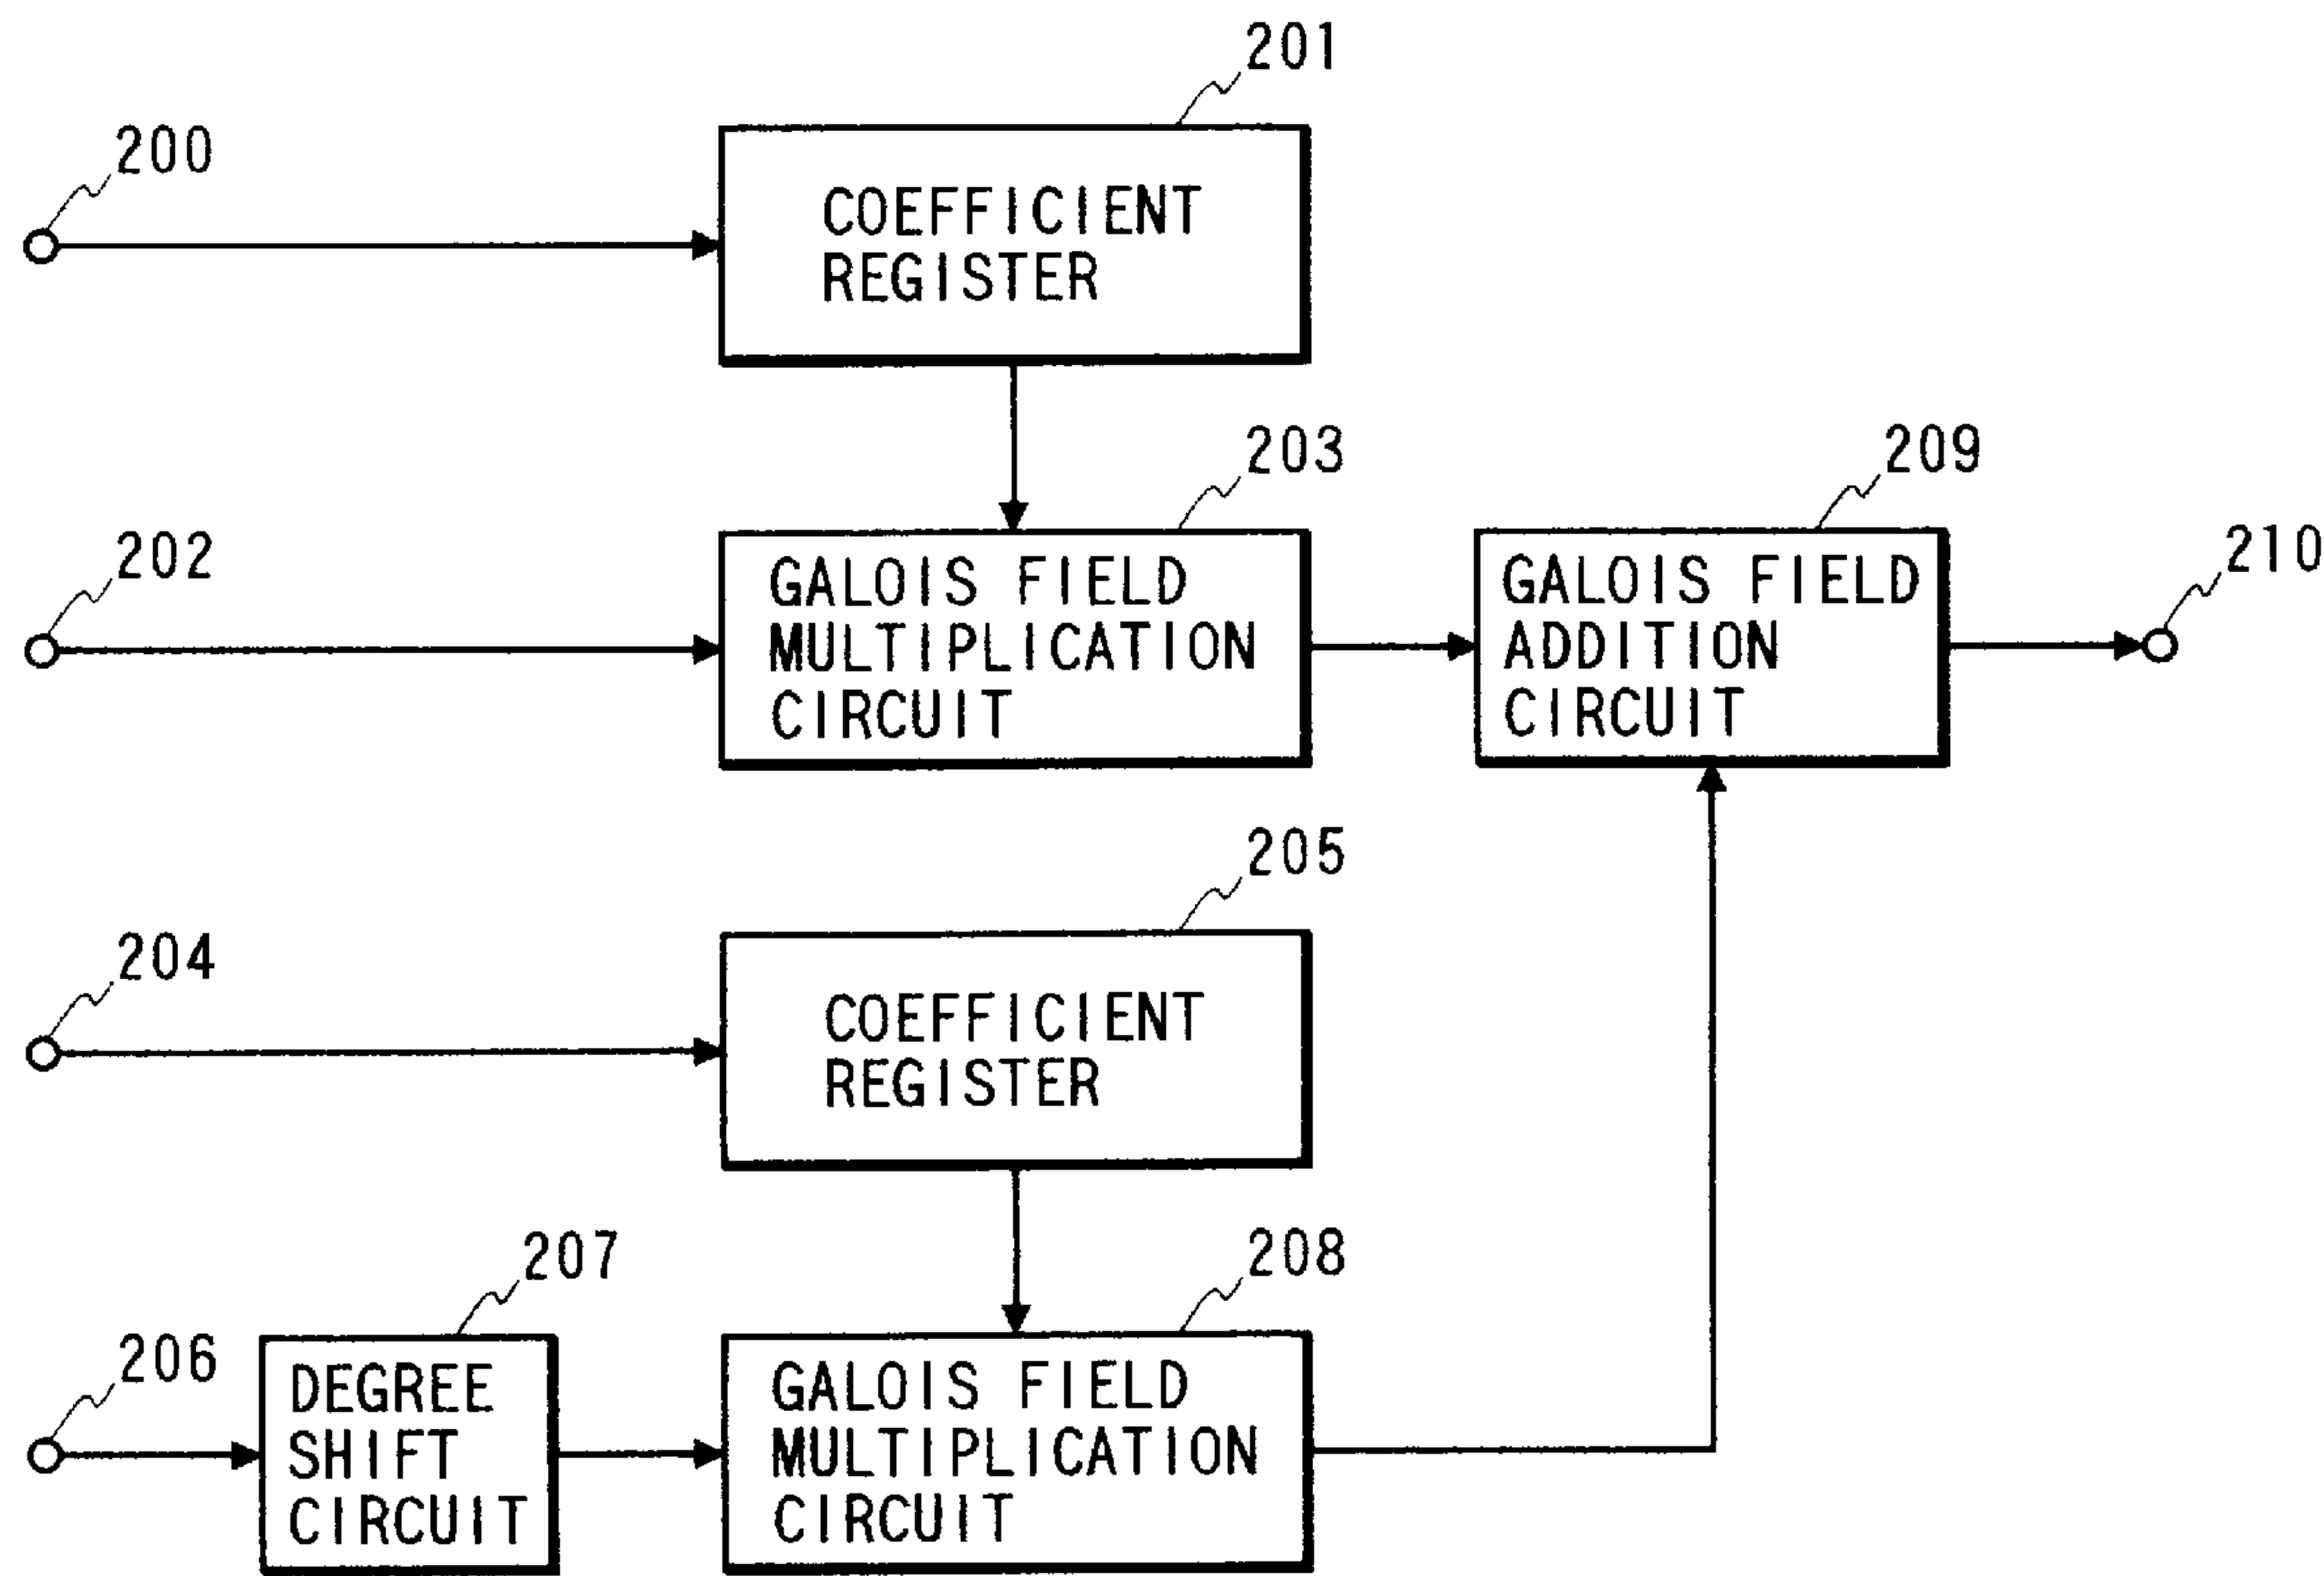 201
200
COEFFICIENT
REGISTER
203
209
202
210
GALOIS FIELD
MULTIPLICATION
CIRCUIT
GALOIS FIELD
ADDITION
CIRCUIT
205
204
COEFFICIENT
REGISTER
207
208
206
DEGREE
SHIFT
CIRCUIT
GALOIS FIELD
MULTIPLICATION
CIRCUIT